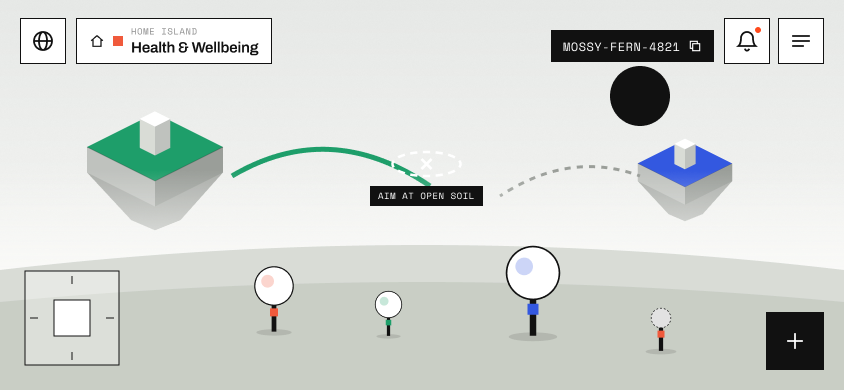 HOME ISLAND
Health & Wellbeing
MOSSY-FERN-4821
AIM AT OPEN SOIL